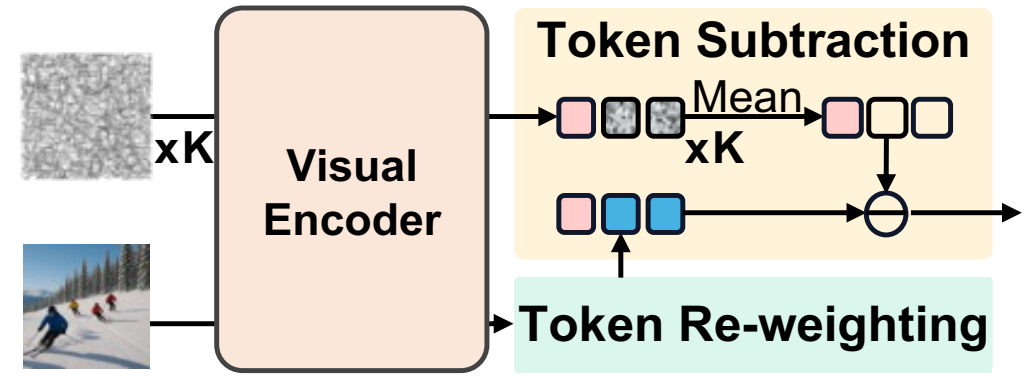 Token Subtraction
Mean
xK
xK
Visual
Encoder
Token Re-weighting